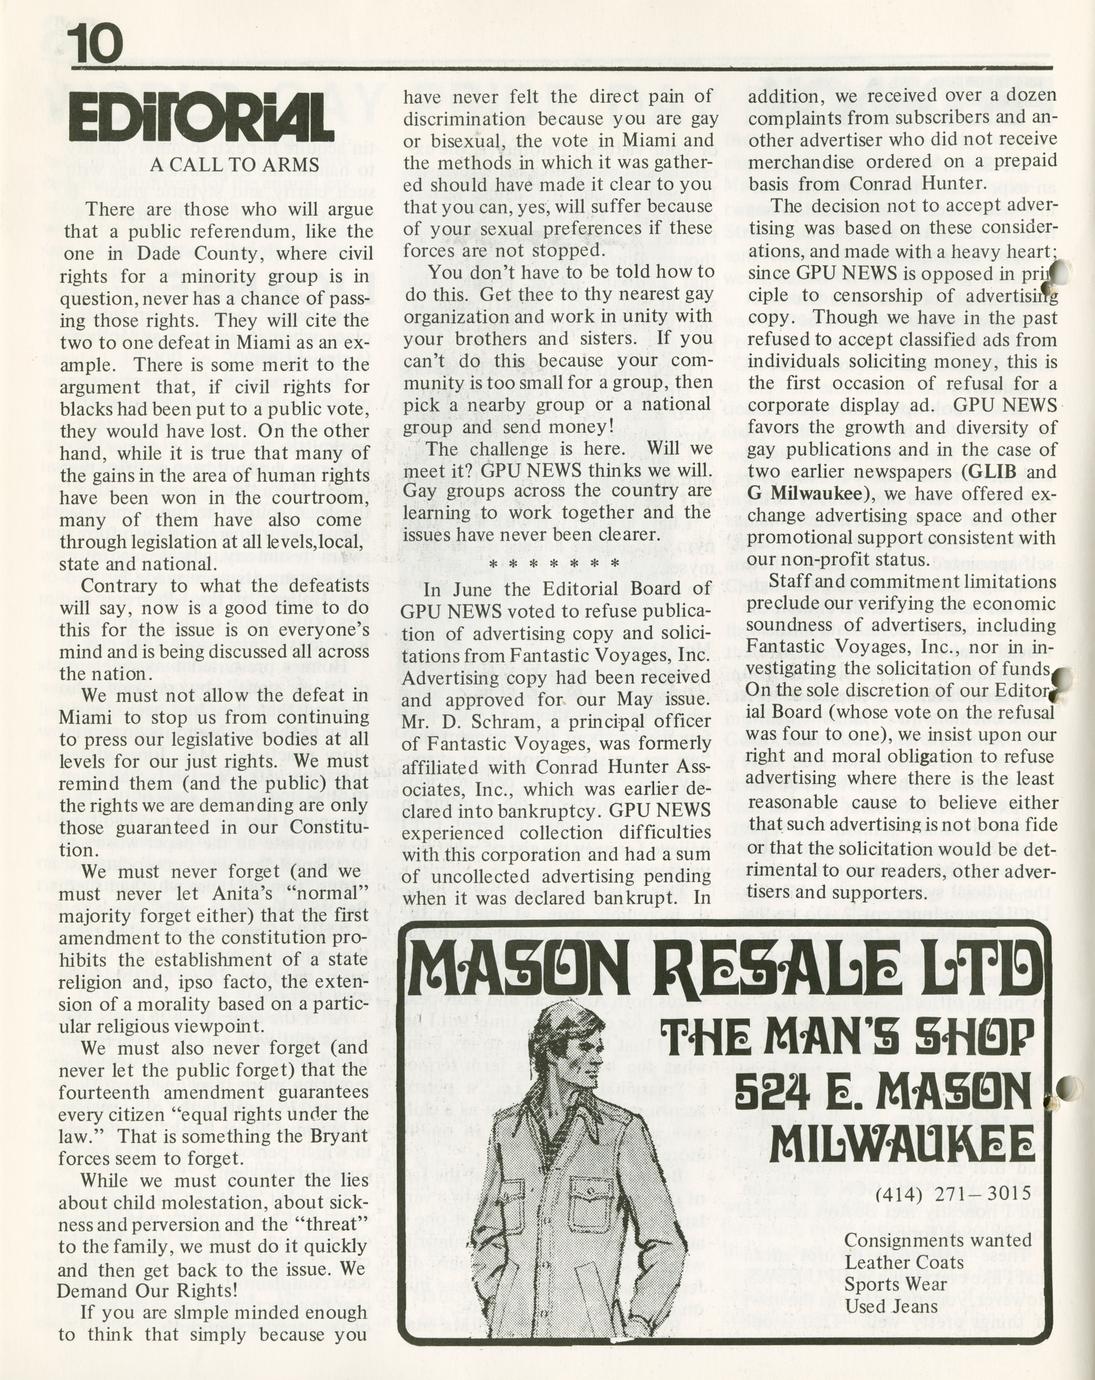 10
EDITORIAL
A CALL TO ARMS
There are those who will argue
that a public referendum, like the
one in Dade County, where civil
rights for a minority group is in
question, never has a chance of pass-
ing those rights. They will cite the
two to one defeat in Miami as an ex-
ample. There is some merit to the
argument that, if civil rights for
blacks had been put to a public vote,
they would have lost. On the other
hand, while it is true that many of
the gains in the area of human rights
have been won in the courtroom,
many of them have also come
through legislation at all levels,local,
state and national.
Contrary to what the defeatists
will say, now is a good time to do
this for the issue is on everyone's
mind and is being discussed all across
the nation.
We must not allow the defeat in
Miami to stop us from continuing
to press our legislative bodies at all
levels for our just rights. We must
remind them (and the public) that
the rights we are demanding are only
those guaranteed in our Constitu-
tion.
We must never forget (and we
must never let Anita's "normal"
majority forget either) that the first
amendment to the constitution pro-
hibits the establishment of a state
religion and, ipso facto, the exten-
sion of a morality based on a partic-
ular religious viewpoint.
We must also never forget (and
never let the public forget) that the
fourteenth amendment guarantees
every citizen "equal rights under the
law." That is something the Bryant
forces seem to forget.
While we must counter the lies
about child molestation, about sick-
ness and perversion and the "threat"
to the family, we must do it quickly
and then get back to the issue. We
Demand Our Rights!
If you are slmple minded enough
to think that simply because you
have never felt the direct pain of
discrimination because you are gay
or bisexual, the vote in Miami and
the methods in which it was gather-
ed should have made it clear to you
that you can, yes, will suffer because
of your sexual preferences if these
forces are not stopped.
You don't have to be told how to
do this. Get thee to thy nearest gay
organization and work in unity with
your brothers and sisters. If you
can't do this because your com-
munity is too small for a group, then
pick a nearby group or a national
group and send money!
The challenge is here. Will we
meet it? GPU NEWS thinks we will.
Gay groups across the country are
learning to work together and the
issues have never been clearer.
* * * * * * *
In June the Editorial Board of
GPU NEWS voted to refuse publica-
tion of advertising copy and solici-
tations from Fantastic Voyages, Inc.
Advertising copy had been received
and approved for our May issue.
Mr. D. Schram, a principal officer
of Fantastic Voyages, was formerly
affiliated with Conrad Hunter Ass-
ociates, Inc., which was earlier de-
clared into bankruptcy. GPU NEWS
experienced collection difficulties
with this corporation and had a sum
of uncollected advertising pending
when it was declared bankrupt. In
addition, we received over a dozen
complaints from subscribers and an-
other advertiser who did not receive
merchandise ordered on a prepaid
basis from Conrad Hunter.
The decision not to accept adver-
tising was based on these consider-
ations, and made with a heavy heart;
since GPU NEWS is opposed in prin-
ciple to censorship of advertising
copy. Though we have in the past
refused to accept classified ads from
individuals soliciting money, this is
the first occasion of refusal for a
corporate display ad. GPU NEWS
favors the growth and diversity of
gay publications and in the case of
two earlier newspapers (GLIB and
G Milwaukee), we have offered ex-
change advertising space and other
promotional support consistent with
our non-profit status.
Staff and commitment limitations
preclude our verifying the economic
soundness of advertisers, including
Fantastic Voyages, Inc., nor in in-
vestigating the solicitation of funds.
On the sole discretion of our Editor-
ial Board (whose vote on the refusal
was four to one), we insist upon our
right and moral obligation to refuse
advertising where there is the least
reasonable cause to believe either
that such advertising is not bona fide
or that the solicitation would be det-
rimental to our readers, other adver-
tisers and supporters.
MASON RESALE LTD
THE MAN'S SHOP
524 E. MASON
MILWAUKEE
(414) 271–3015
Consignments wanted
Leather Coats
Sports Wear
Used Jeans